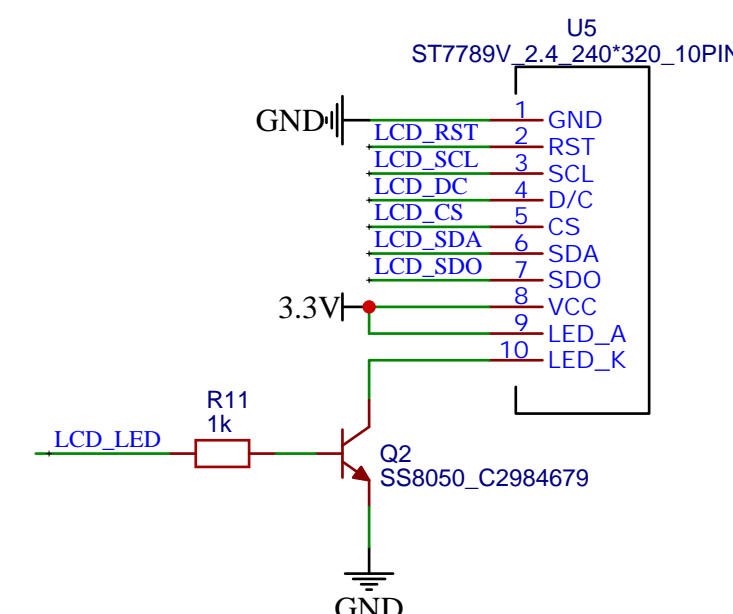 U5
ST7789V_2.4_240*320_10PIN
GND
1 GND
LCD_RST 2 RST
LCD_SCL 3 SCL
LCD_DC 4 D/C
LCD_CS 5 CS
LCD_SDA 6 SDA
LCD_SDO 7 SDO
3.3V 8 VCC
9 LED_A
10 LED_K
R11
1k
LCD_LED
Q2
SS8050_C2984679
GND